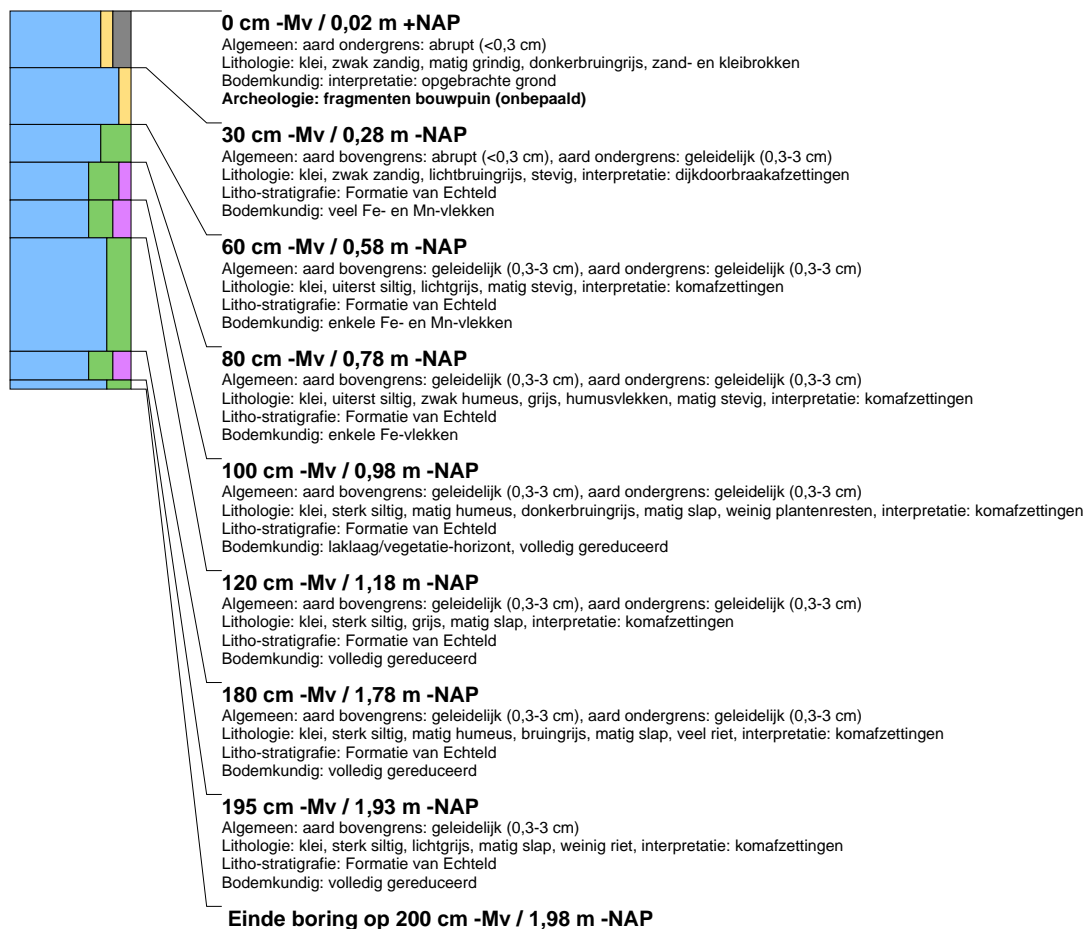 0 cm -Mv / 0,02 m +NAP
Algemeen: aard ondergrens: abrupt (<0,3 cm)
Lithologie: klei, zwak zandig, matig grindig, donkerbruingrijs, zand- en kleibrokken
Bodemkundig: interpretatie: opgebrachte grond
Archeologie: fragmenten bouwpuin (onbepaald)
30 cm -Mv / 0,28 m -NAP
Algemeen: aard bovengrens: abrupt (<0,3 cm), aard ondergrens: geleidelijk (0,3-3 cm)
Lithologie: klei, zwak zandig, lichtbruingrijs, stevig, interpretatie: dijkdoorbraakafzettingen
Litho-stratigrafie: Formatie van Echteld
Bodemkundig: veel Fe- en Mn-vlekken
60 cm -Mv / 0,58 m -NAP
Algemeen: aard bovengrens: geleidelijk (0,3-3 cm), aard ondergrens: geleidelijk (0,3-3 cm)
Lithologie: klei, uiterst siltig, lichtgrijs, matig stevig, interpretatie: komafzettingen
Litho-stratigrafie: Formatie van Echteld
Bodemkundig: enkele Fe- en Mn-vlekken
80 cm -Mv / 0,78 m -NAP
Algemeen: aard bovengrens: geleidelijk (0,3-3 cm), aard ondergrens: geleidelijk (0,3-3 cm)
Lithologie: klei, uiterst siltig, zwak humeus, grijs, humusvlekken, matig stevig, interpretatie: komafzettingen
Litho-stratigrafie: Formatie van Echteld
Bodemkundig: enkele Fe-vlekken
100 cm -Mv / 0,98 m -NAP
Algemeen: aard bovengrens: geleidelijk (0,3-3 cm), aard ondergrens: geleidelijk (0,3-3 cm)
Lithologie: klei, sterk siltig, matig humeus, donkerbruingrijs, matig slap, weinig plantenresten, interpretatie: komafzettingen
Litho-stratigrafie: Formatie van Echteld
Bodemkundig: laklaag/vegetatie-horizont, volledig gereduceerd
120 cm -Mv / 1,18 m -NAP
Algemeen: aard bovengrens: geleidelijk (0,3-3 cm), aard ondergrens: geleidelijk (0,3-3 cm)
Lithologie: klei, sterk siltig, grijs, matig slap, interpretatie: komafzettingen
Litho-stratigrafie: Formatie van Echteld
Bodemkundig: volledig gereduceerd
180 cm -Mv / 1,78 m -NAP
Algemeen: aard bovengrens: geleidelijk (0,3-3 cm), aard ondergrens: geleidelijk (0,3-3 cm)
Lithologie: klei, sterk siltig, matig humeus, bruingrijs, matig slap, veel riet, interpretatie: komafzettingen
Litho-stratigrafie: Formatie van Echteld
Bodemkundig: volledig gereduceerd
195 cm -Mv / 1,93 m -NAP
Algemeen: aard bovengrens: geleidelijk (0,3-3 cm)
Lithologie: klei, sterk siltig, lichtgrijs, matig slap, weinig riet, interpretatie: komafzettingen
Litho-stratigrafie: Formatie van Echteld
Bodemkundig: volledig gereduceerd
Einde boring op 200 cm -Mv / 1,98 m -NAP